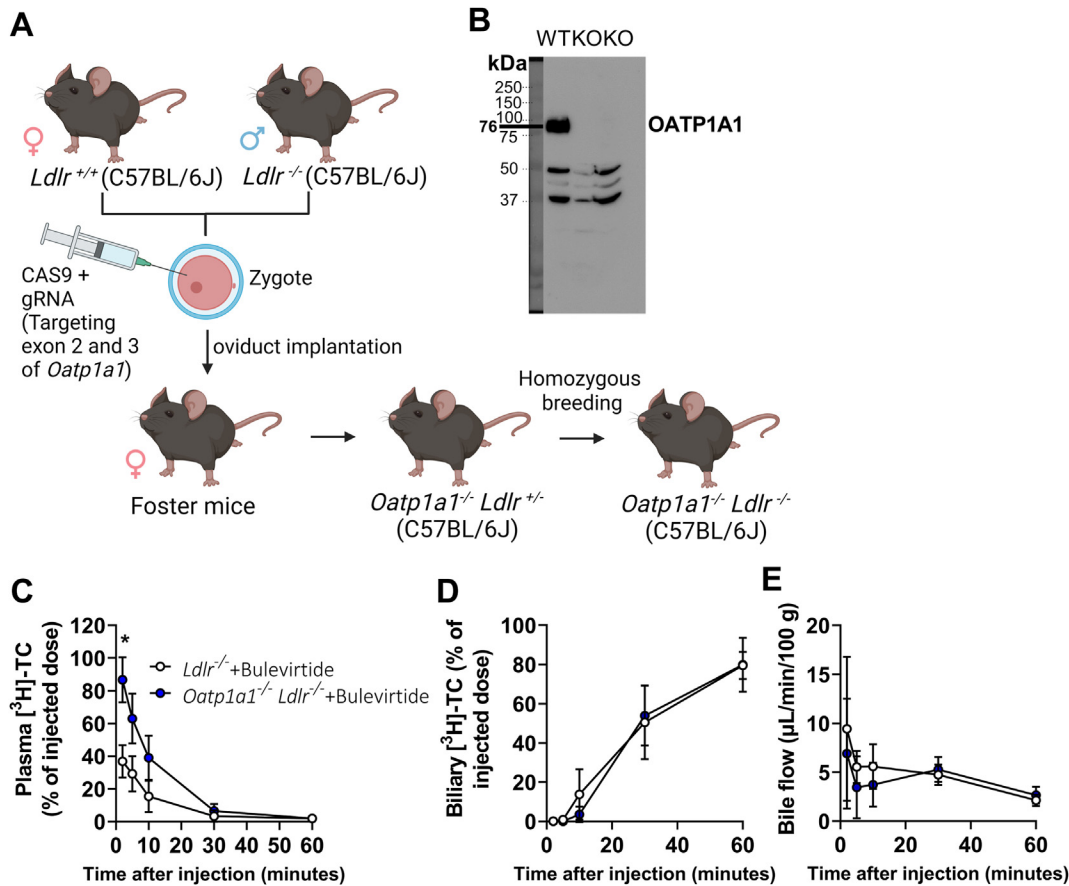 A
♀
Ldlr +/+ (C57BL/6J)
♂
Ldlr -/- (C57BL/6J)
CAS9 +
gRNA
(Targeting
exon 2 and 3
of Oatp1a1)
Zygote
oviduct implantation
♀
Foster mice
Oatp1a1-/- Ldlr +/-
(C57BL/6J)
Homozygous
breeding
Oatp1a1-/- Ldlr -/-
(C57BL/6J)
B
WTKOKO
kDa
250
150
100
76
75
50
37
OATP1A1
C
Plasma [3H]-TC
(% of injected dose)
120
100
80
60
40
20
0
*
Ldlr-/-+Bulevirtide
Oatp1a1-/- Ldlr-/-+Bulevirtide
0 10 20 30 40 50 60
Time after injection (minutes)
D
Biliary [3H]-TC (% of
injected dose)
100
80
60
40
20
0
0 20 40 60
Time after injection (minutes)
E
Bile flow (µL/min/100 g)
20
15
10
5
0
0 20 40 60
Time after injection (minutes)